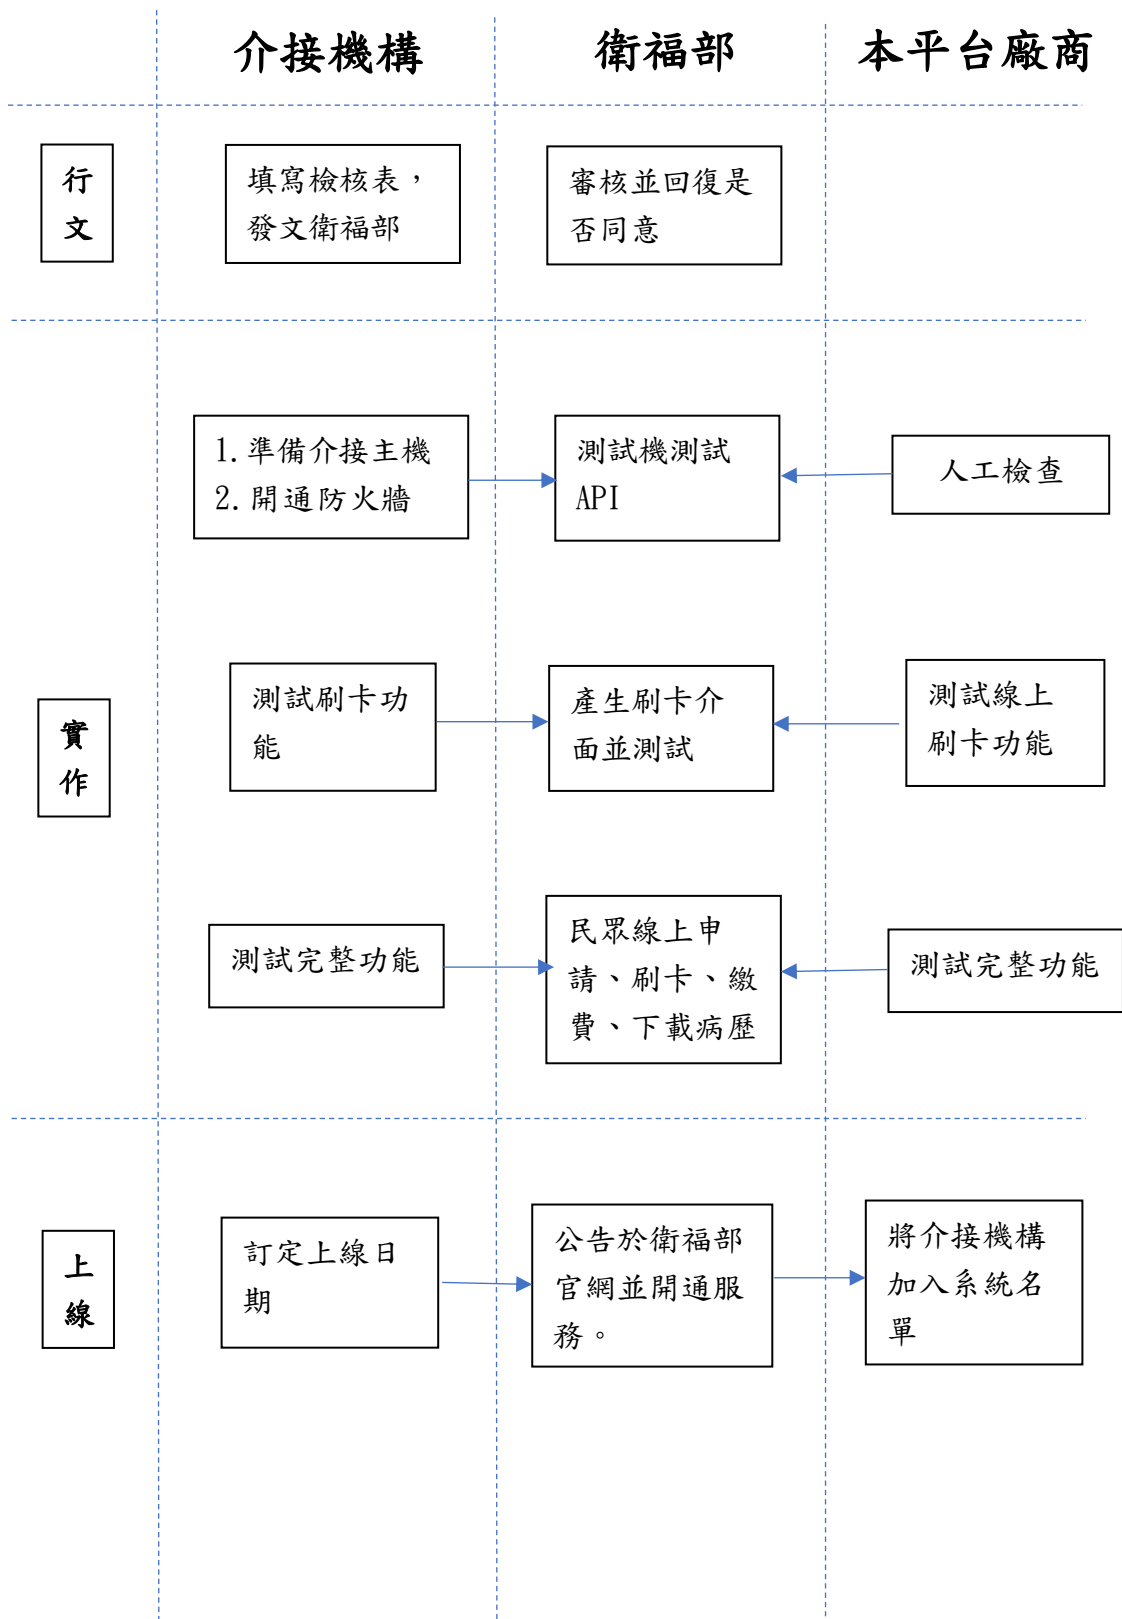 介接機構
衛福部
本平台廠商
行
文
填寫檢核表，
發文衛福部
審核並回復是
否同意
實
作
1.準備介接主機
2.開通防火牆
測試機測試
API
人工檢查
測試刷卡功
能
產生刷卡介
面並測試
測試線上
刷卡功能
測試完整功能
民眾線上申
請、刷卡、繳
費、下載病歷
測試完整功能
上
線
訂定上線日
期
公告於衛福部
官網並開通服
務。
將介接機構
加入系統名
單